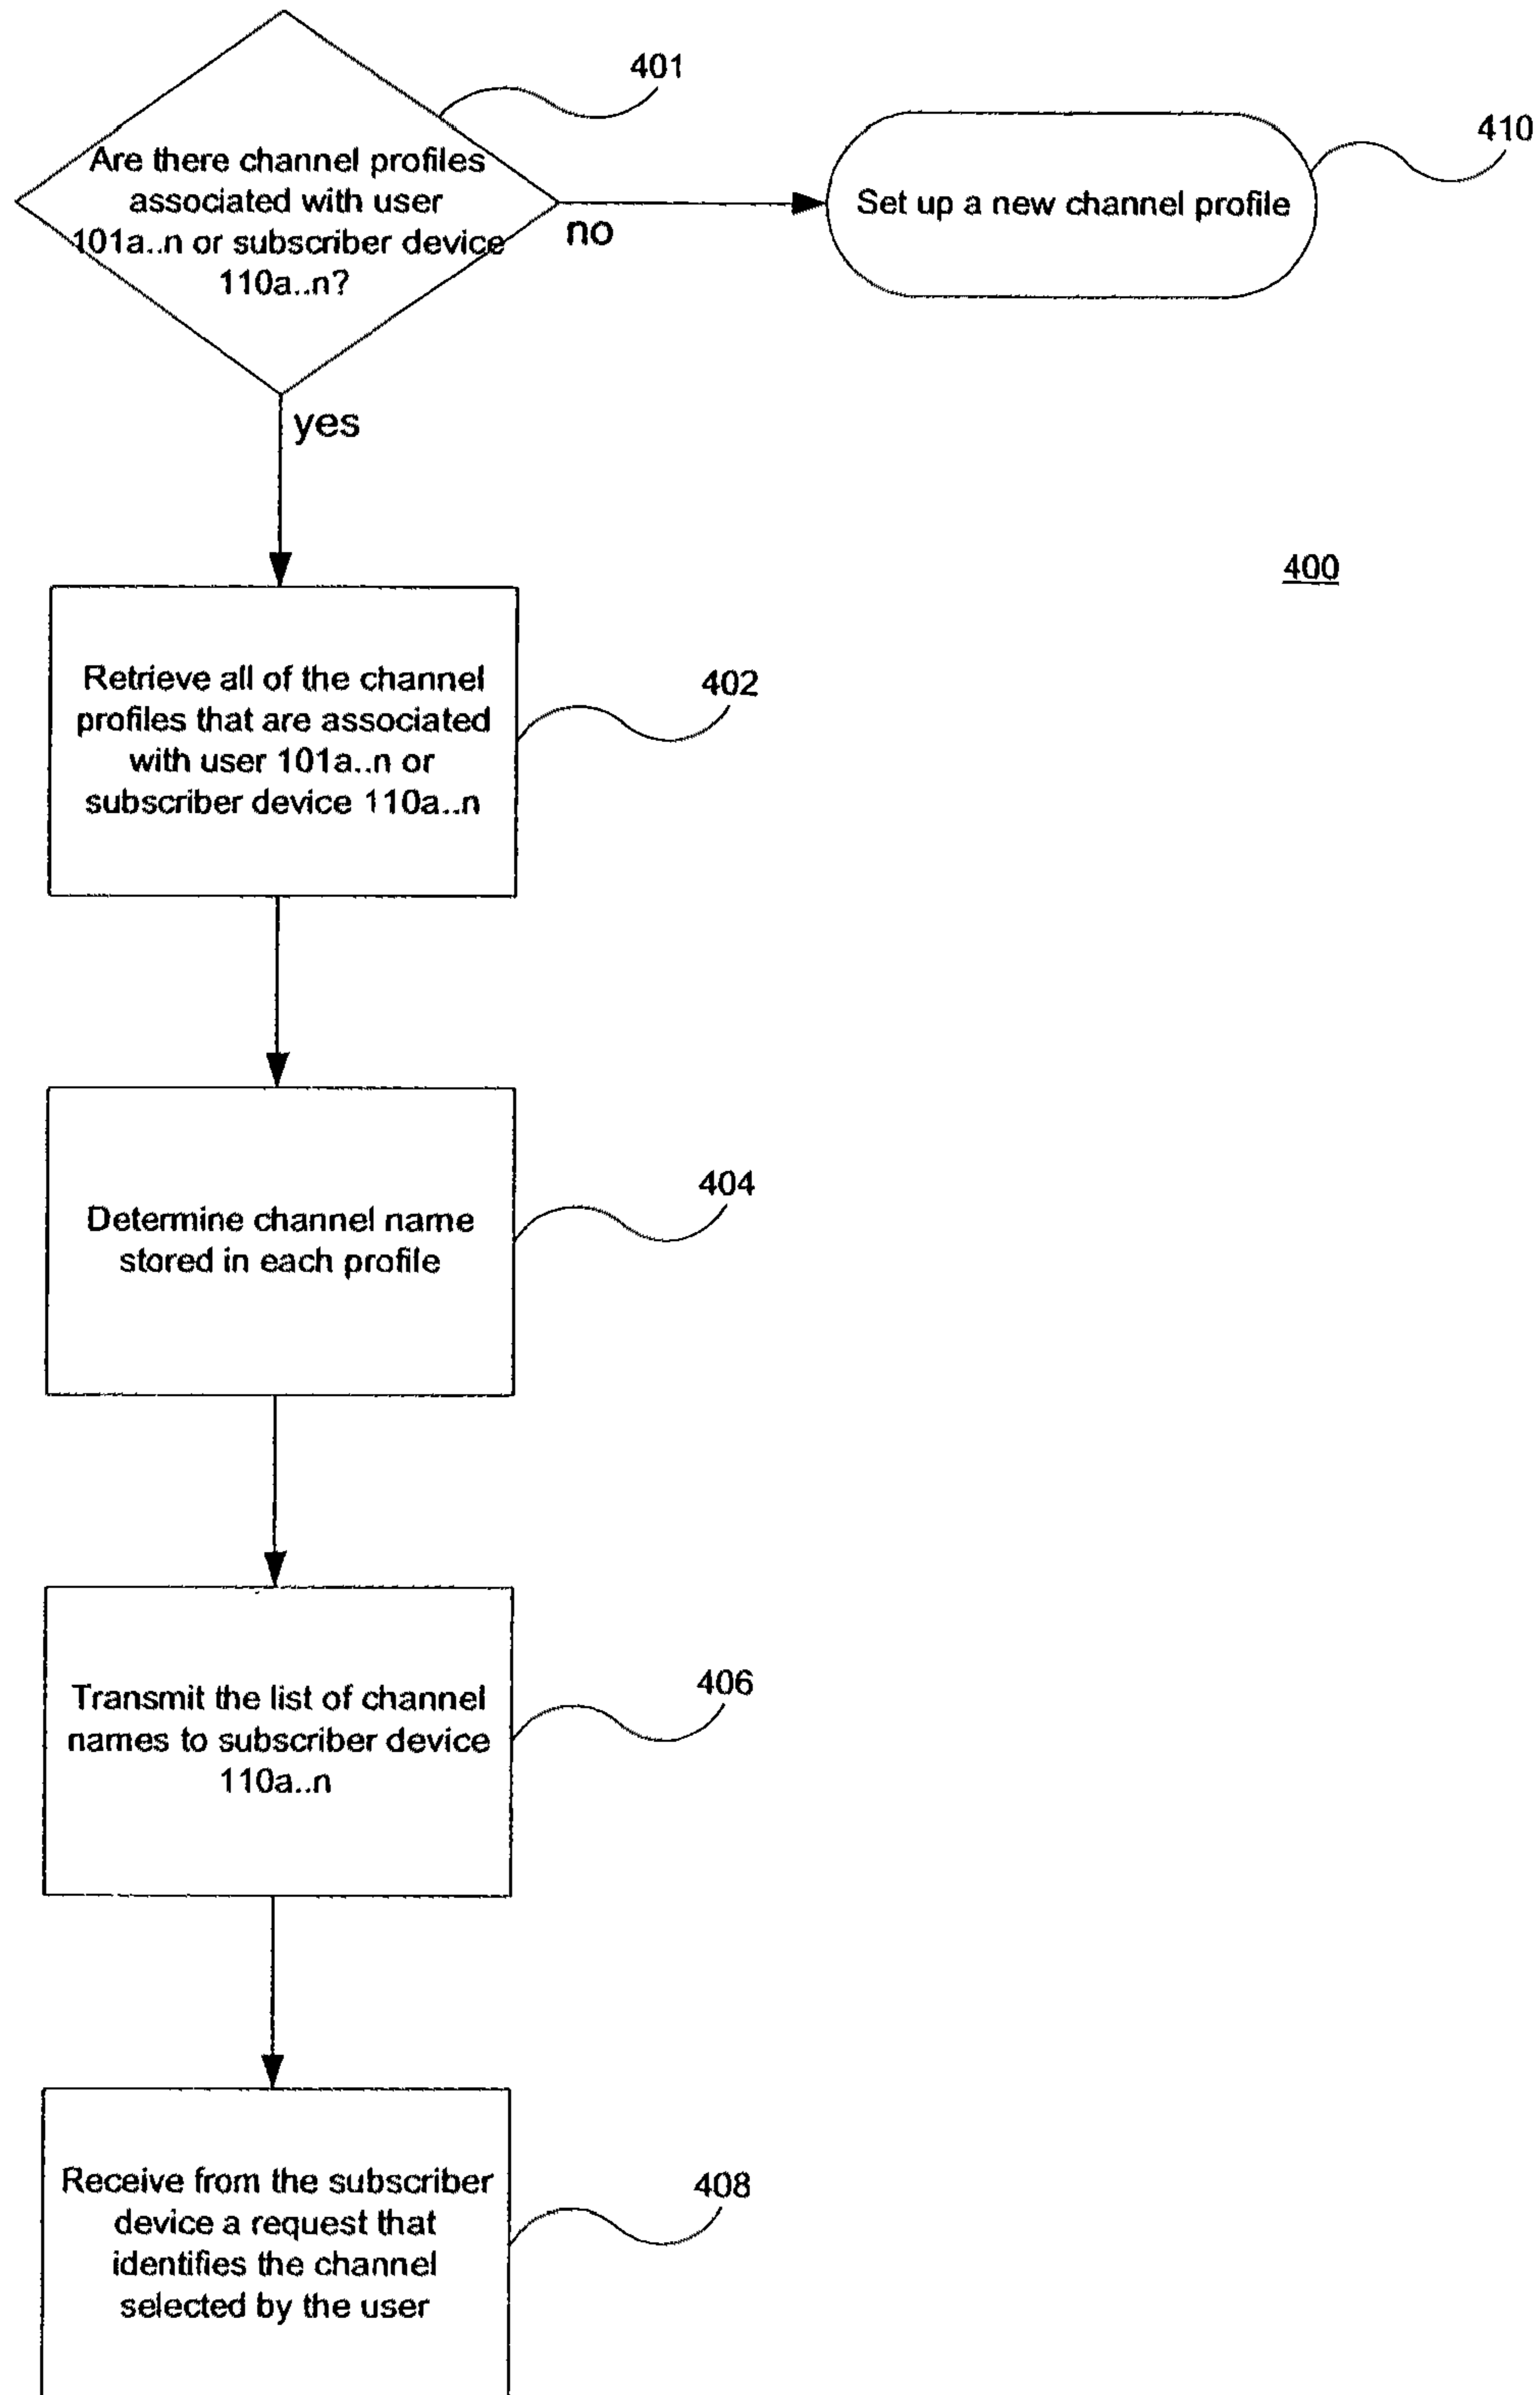 401
Are there channel profiles
associated with user
101a..n or subscriber device
110a..n?
no
Set up a new channel profile
410
yes
400
Retrieve all of the channel
profiles that are associated
with user 101a..n or
subscriber device 110a..n
402
Determine channel name
stored in each profile
404
Transmit the list of channel
names to subscriber device
110a..n
406
Receive from the subscriber
device a request that
identifies the channel
selected by the user
408